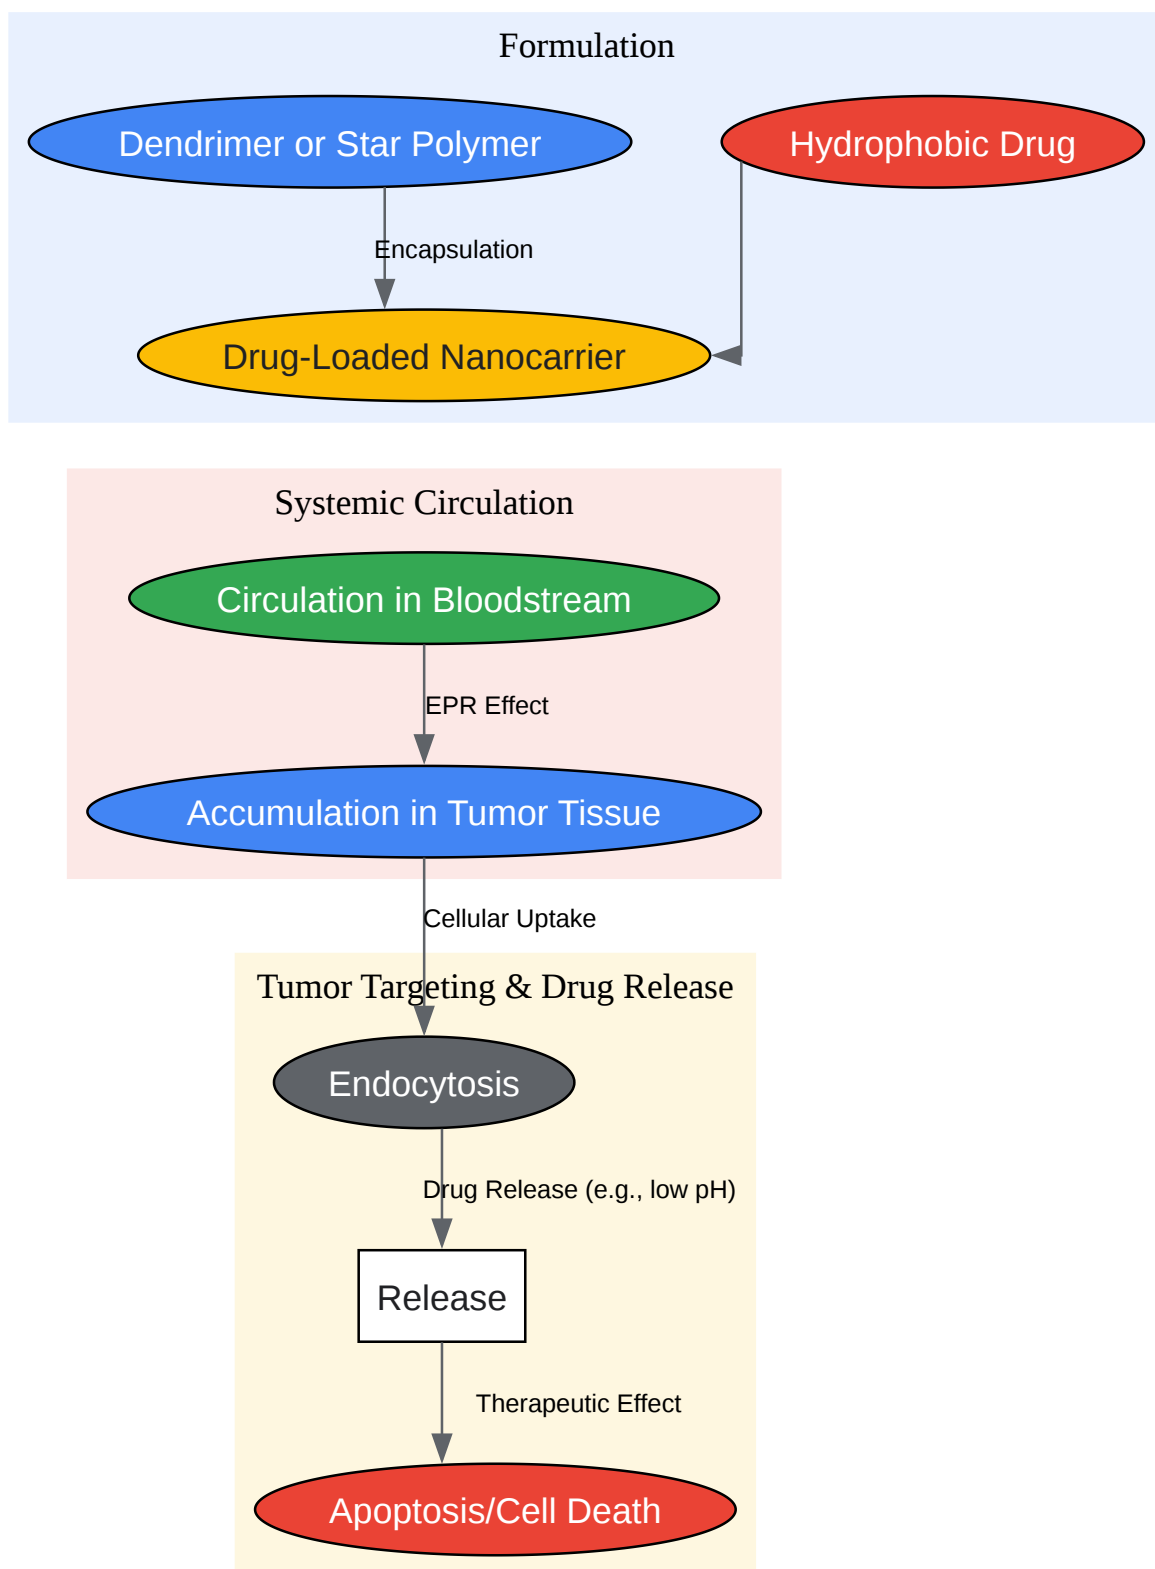 Formulation
Dendrimer or Star Polymer
Hydrophobic Drug
Encapsulation
Drug-Loaded Nanocarrier
Systemic Circulation
Circulation in Bloodstream
EPR Effect
Accumulation in Tumor Tissue
Cellular Uptake
Tumor Targeting & Drug Release
Endocytosis
Drug Release (e.g., low pH)
Release
Therapeutic Effect
Apoptosis/Cell Death